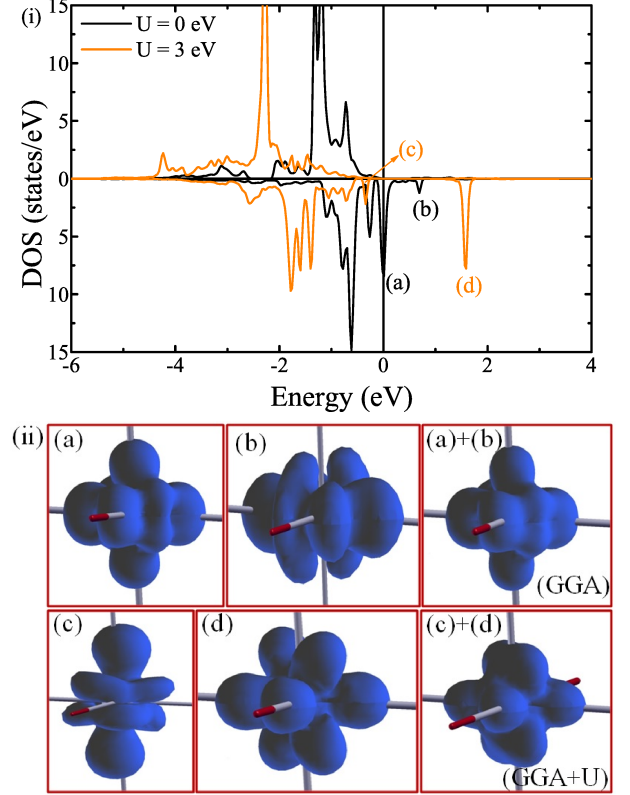 (i)
U = 0 eV
U = 3 eV
15
10
5
0
5
10
15
DOS (states/eV)
(c)
(b)
(a)
(d)
-6
-4
-2
0
2
4
Energy (eV)
(ii)
(a)
(b)
(a)+(b)
(GGA)
(c)
(d)
(c)+(d)
(GGA+U)